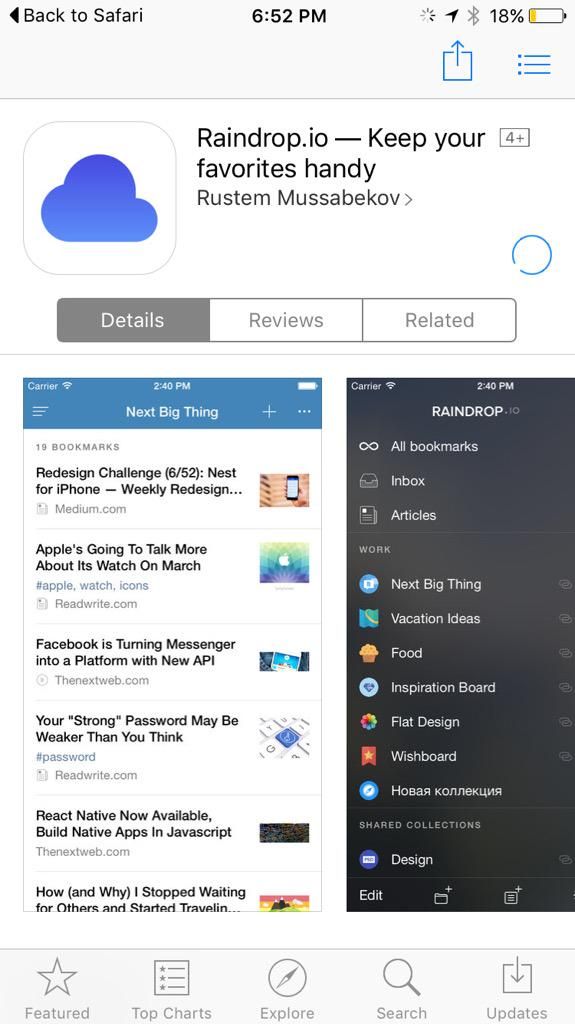 Back to Safari
6:52 PM
18%
Raindrop.io — Keep your
4+
favorites handy
Rustem Mussabekov
Details
Reviews
Related
Carrier
2:40 PM
Next Big Thing
19 BOOKMARKS
Redesign Challenge (6/52): Nest
for iPhone — Weekly Redesign...
Medium.com
Apple's Going To Talk More
About Its Watch On March
#apple, watch, icons
Readwrite.com
Facebook is Turning Messenger
into a Platform with New API
Thenextweb.com
Your "Strong" Password May Be
Weaker Than You Think
#password
Readwrite.com
React Native Now Available,
Build Native Apps In Javascript
Thenextweb.com
How (and Why) I Stopped Waiting
for Others and Started Travelin...
Carrier
2:40 PM
RAINDROP.IO
All bookmarks
Inbox
Articles
WORK
Next Big Thing
Vacation Ideas
Food
Inspiration Board
Flat Design
Wishboard
Новая коллекция
SHARED COLLECTIONS
Design
Edit
Featured
Top Charts
Explore
Search
Updates